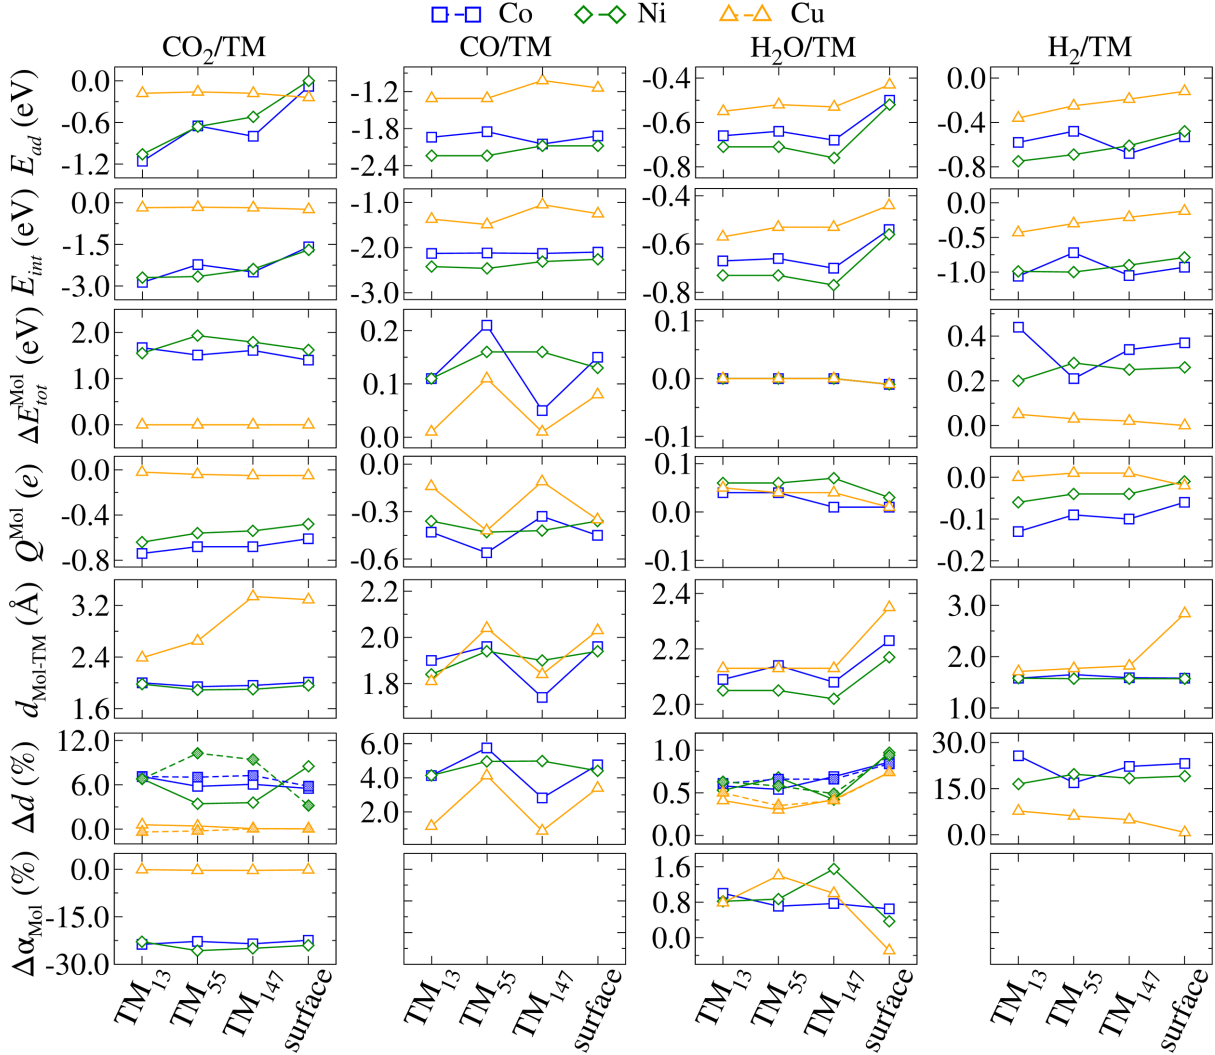 Co Ni Cu
CO₂/TM CO/TM H₂O/TM H₂/TM
E_ad (eV)
0.0 -0.6 -1.2
-1.2 -1.8 -2.4
-0.4 -0.6 -0.8
0.0 -0.4 -0.8
E_int (eV)
0.0 -1.5 -3.0
-1.0 -2.0 -3.0
-0.4 -0.6 -0.8
0.0 -0.5 -1.0
ΔE_tot^Mol (eV)
2.0 1.0 0.0
0.2 0.1 0.0
0.1 0.0 -0.1
0.4 0.2 0.0
Q^Mol (e)
0.0 -0.4 -0.8
0.0 -0.3 -0.6
0.1 0.0 -0.1
0.0 -0.1 -0.2
d_Mol-TM (Å)
3.2 2.4 1.6
2.2 2.0 1.8
2.4 2.2 2.0
3.0 2.0 1.0
Δd (%)
12.0 6.0 0.0
6.0 4.0 2.0
1.0 0.5 0.0
30.0 15.0 0.0
Δα_Mol (%)
0.0 -15.0 -30.0
1.6 0.8 0.0
TM₁₃ TM₅₅ TM₁₄₇ surface
TM₁₃ TM₅₅ TM₁₄₇ surface
TM₁₃ TM₅₅ TM₁₄₇ surface
TM₁₃ TM₅₅ TM₁₄₇ surface